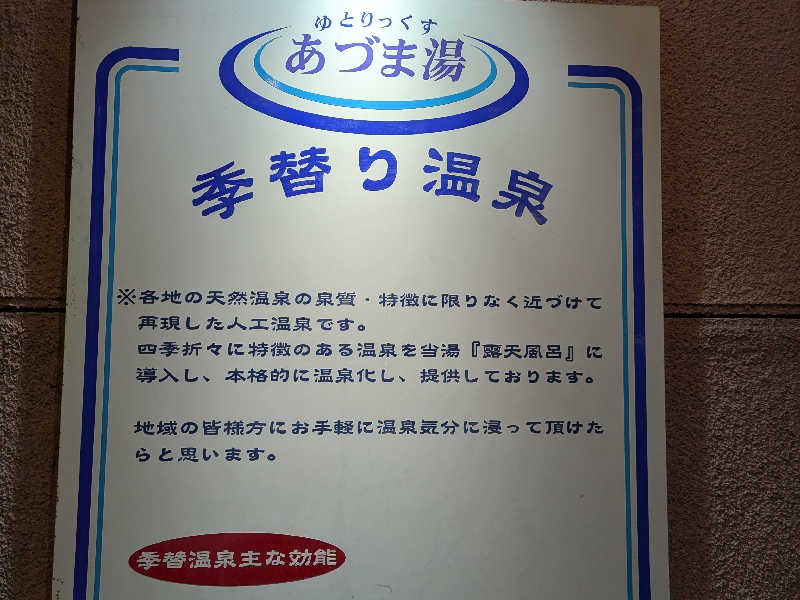 ゆとりっくす
あづま湯
季替り温泉
※各地の天然温泉の泉質・特徴に限りなく近づけて
再現した人工温泉です。
四季折々に特徴のある温泉を当湯『露天風呂』に
導入し、本格的に温泉化し、提供しております。
地域の皆様方にお手軽に温泉気分に浸って頂けた
らと思います。
季替温泉主な効能